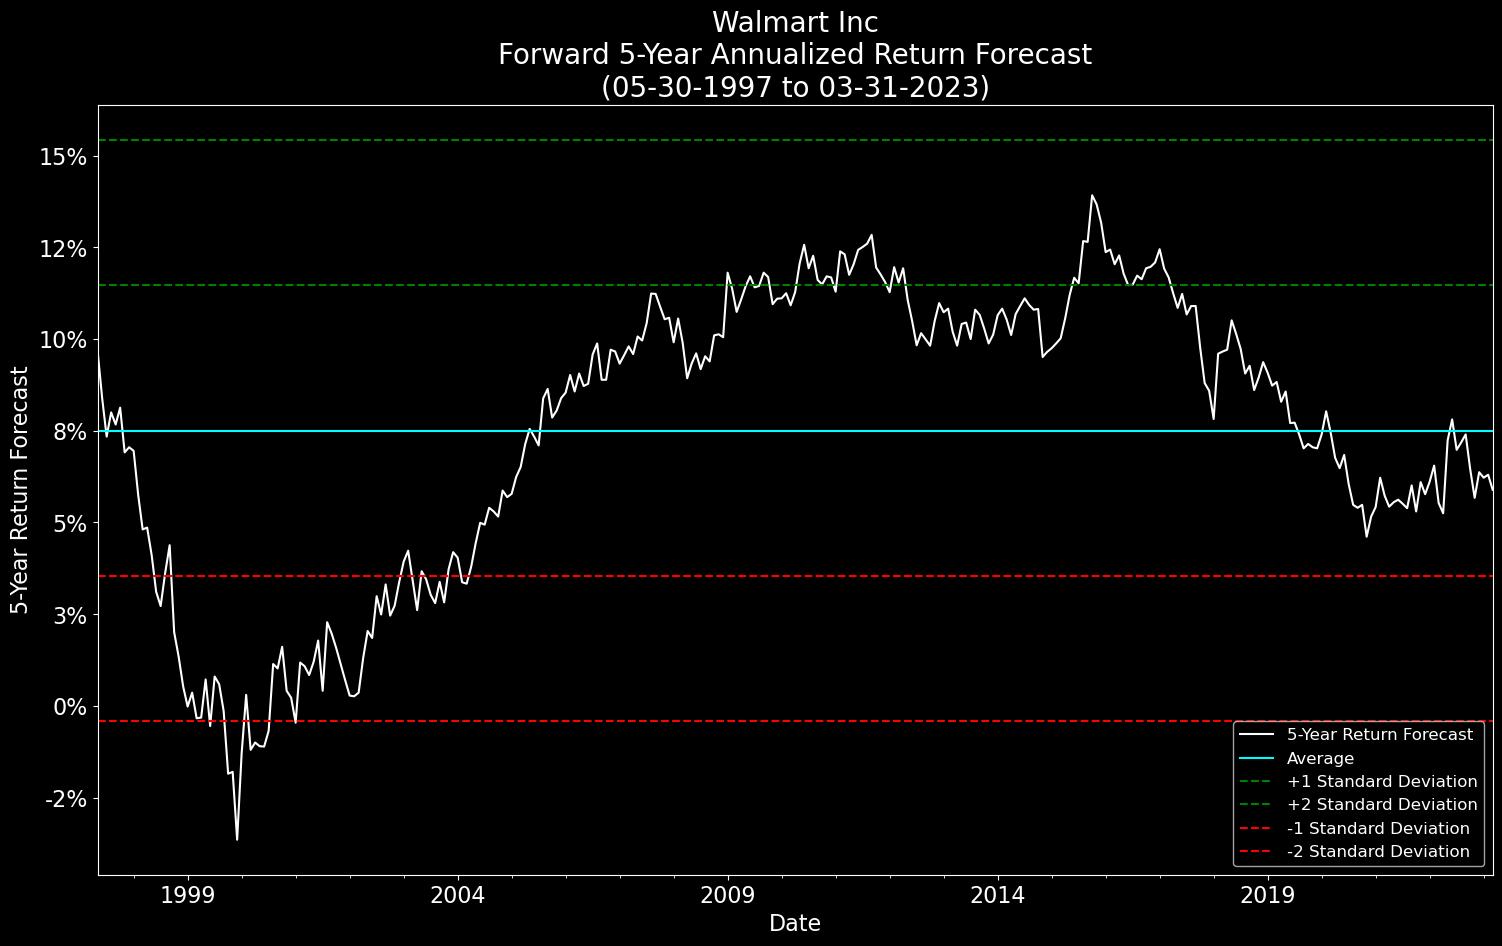 Walmart Inc
Forward 5-Year Annualized Return Forecast
(05-30-1997 to 03-31-2023)
5-Year Return Forecast
15%
12%
10%
8%
5%
3%
0%
-2%
1999
2004
2009
2014
2019
Date
5-Year Return Forecast
Average
+1 Standard Deviation
+2 Standard Deviation
-1 Standard Deviation
-2 Standard Deviation